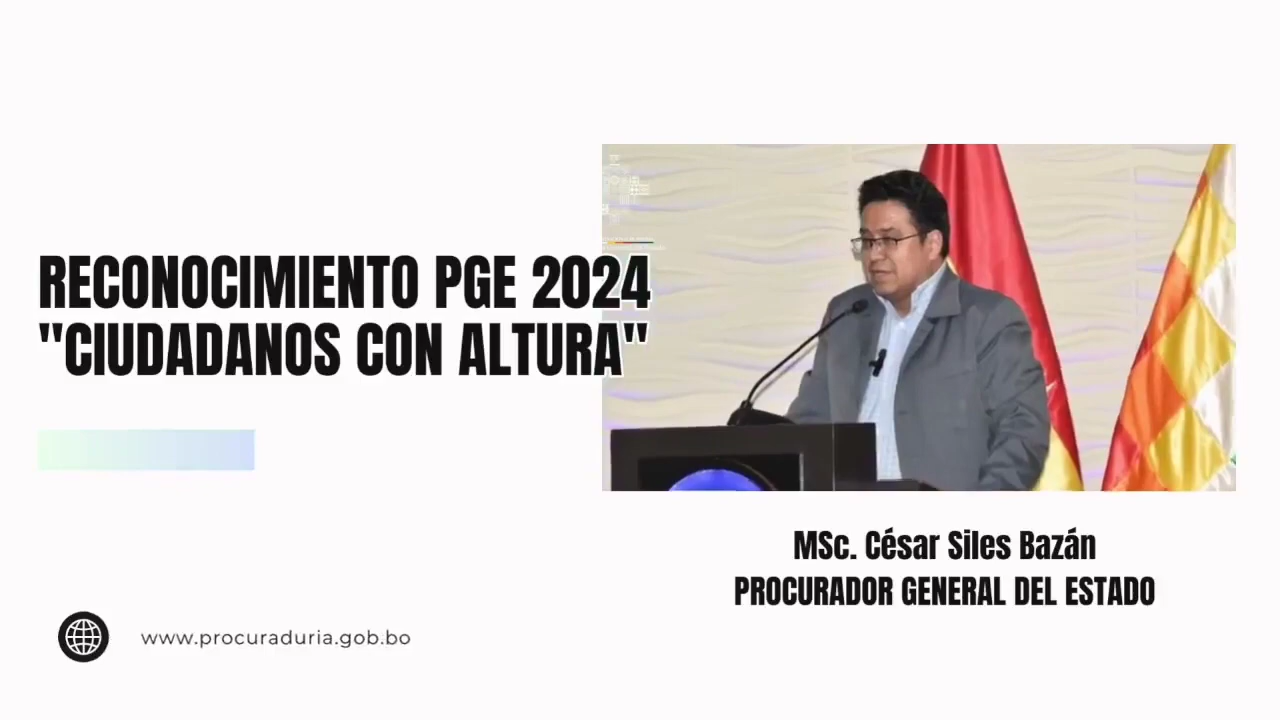 RECONOCIMIENTO PGE 2024
"CIUDADANOS CON ALTURA"
MSc. César Siles Bazán
PROCURADOR GENERAL DEL ESTADO
www.procuraduria.gob.bo